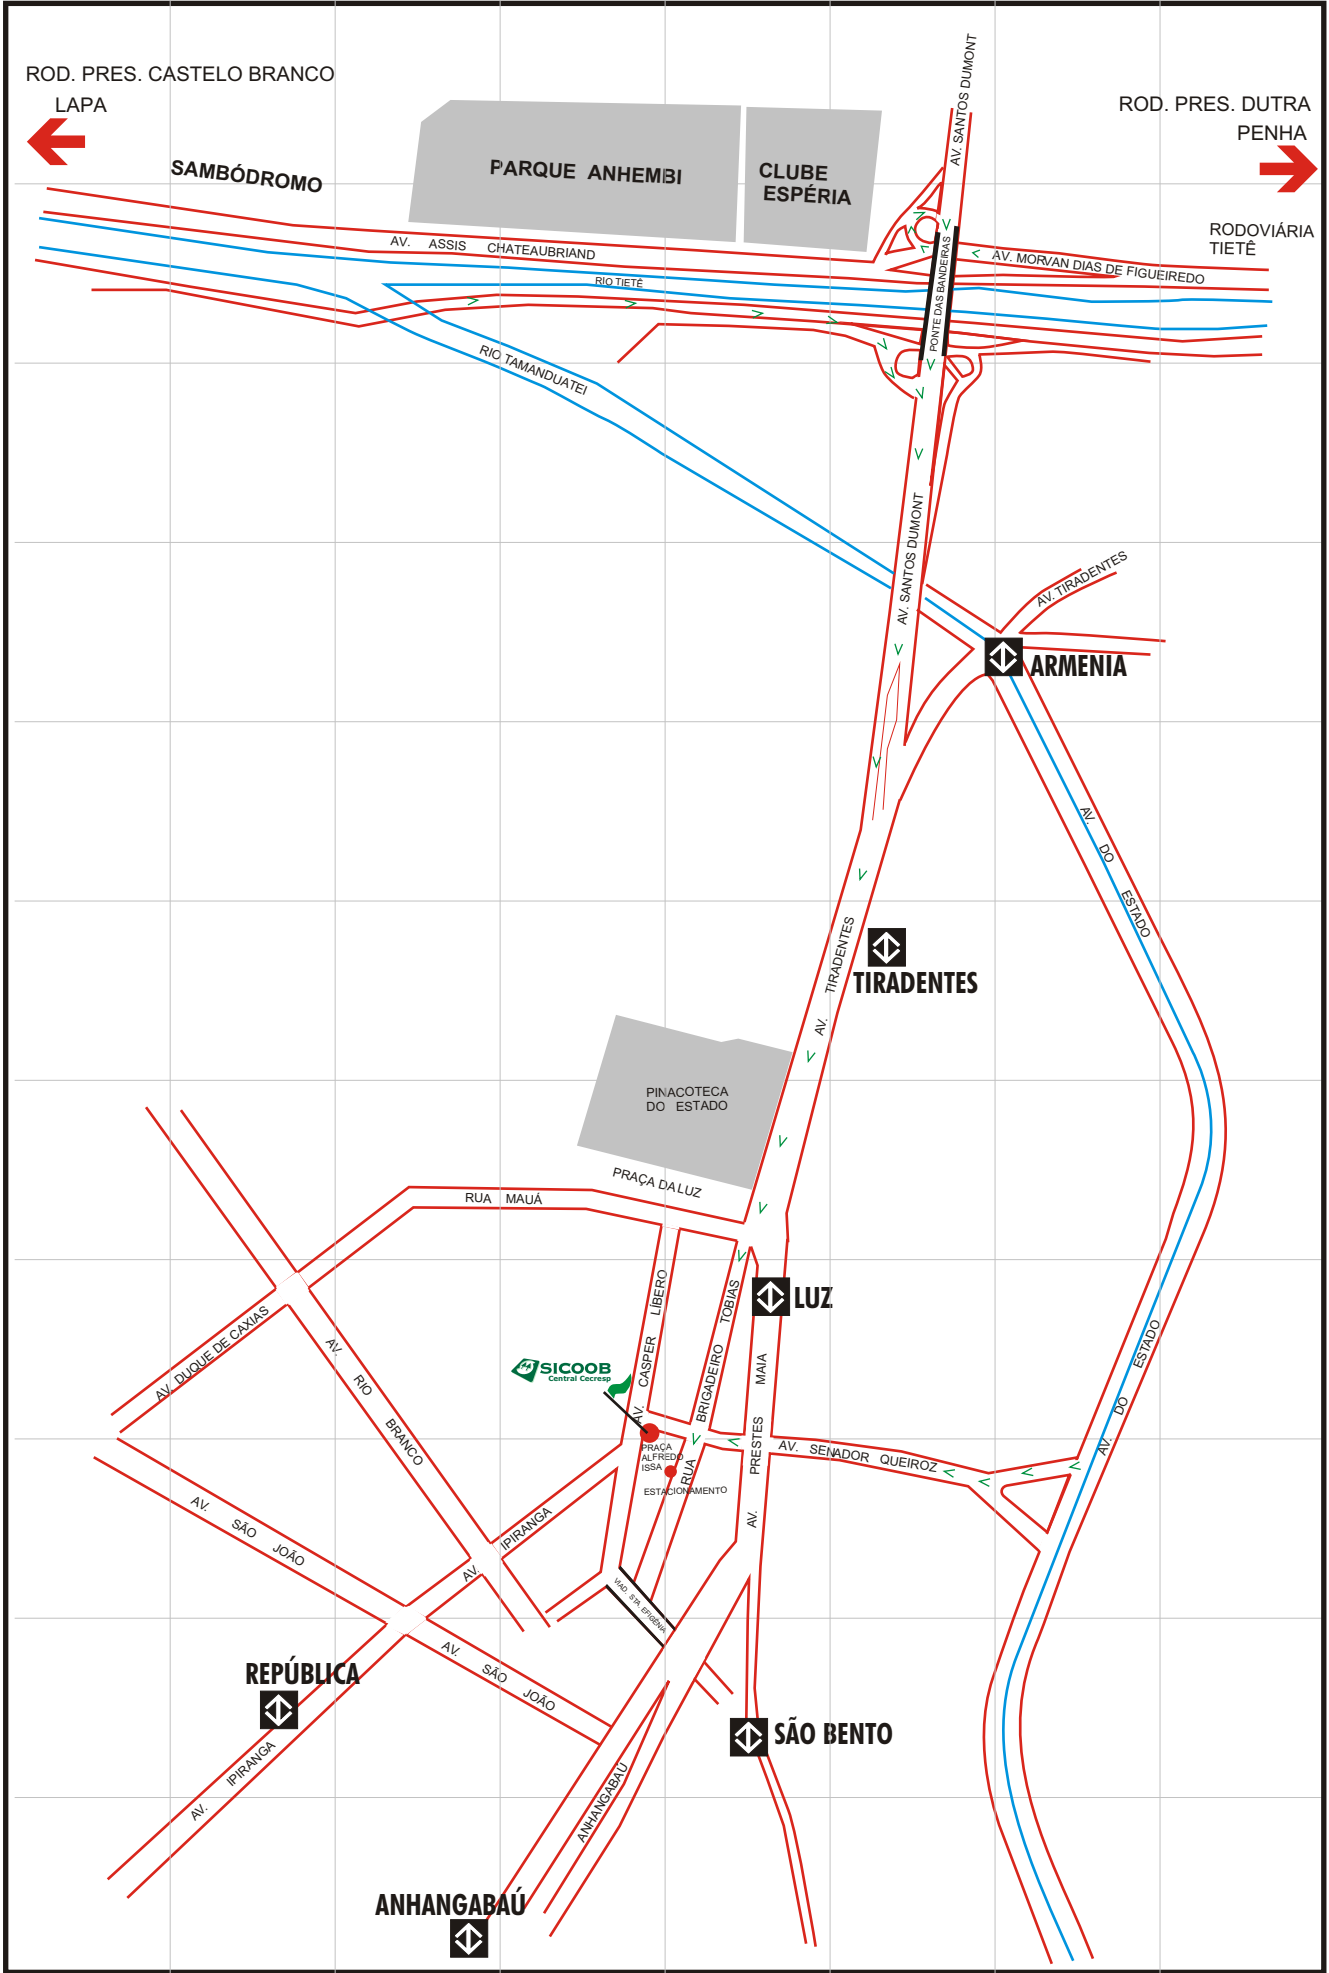 ROD. PRES. CASTELO BRANCO
LAPA
AV. SANTOS DUMONT
ROD. PRES. DUTRA
PENHA
SAMBÓDROMO
PARQUE ANHEMBI
CLUBE
ESPÉRIA
RODOVIÁRIA
TIETÊ
AV. ASSIS CHATEAUBRIAND
AV. MORVAN DIAS DE FIGUEIREDO
RIO TIETÊ
PONTE DAS BANDEIRAS
RIO TAMANDUATEI
AV. SANTOS DUMONT
AV. TIRADENTES
ARMENIA
AV. DO ESTADO
AV. TIRADENTES
TIRADENTES
PINACOTECA
DO ESTADO
PRAÇA DA LUZ
RUA MAUÁ
AV. CASPER LÍBERO
RUA BRIGADEIRO TOBIAS
LUZ
AV. DUQUE DE CAXIAS
AV. RIO BRANCO
SICOOB
Central Cecresp
AV. PRESTES MAIA
AV. DO ESTADO
PRAÇA
ALFREDO
ISSA
ESTACIONAMENTO
AV. SENADOR QUEIROZ
AV. SÃO JOÃO
AV. IPIRANGA
VIAD. STA. EFIGÊNIA
AV. SÃO JOÃO
REPÚBLICA
SÃO BENTO
AV. IPIRANGA
ANHANGABAÚ
ANHANGABAÚ